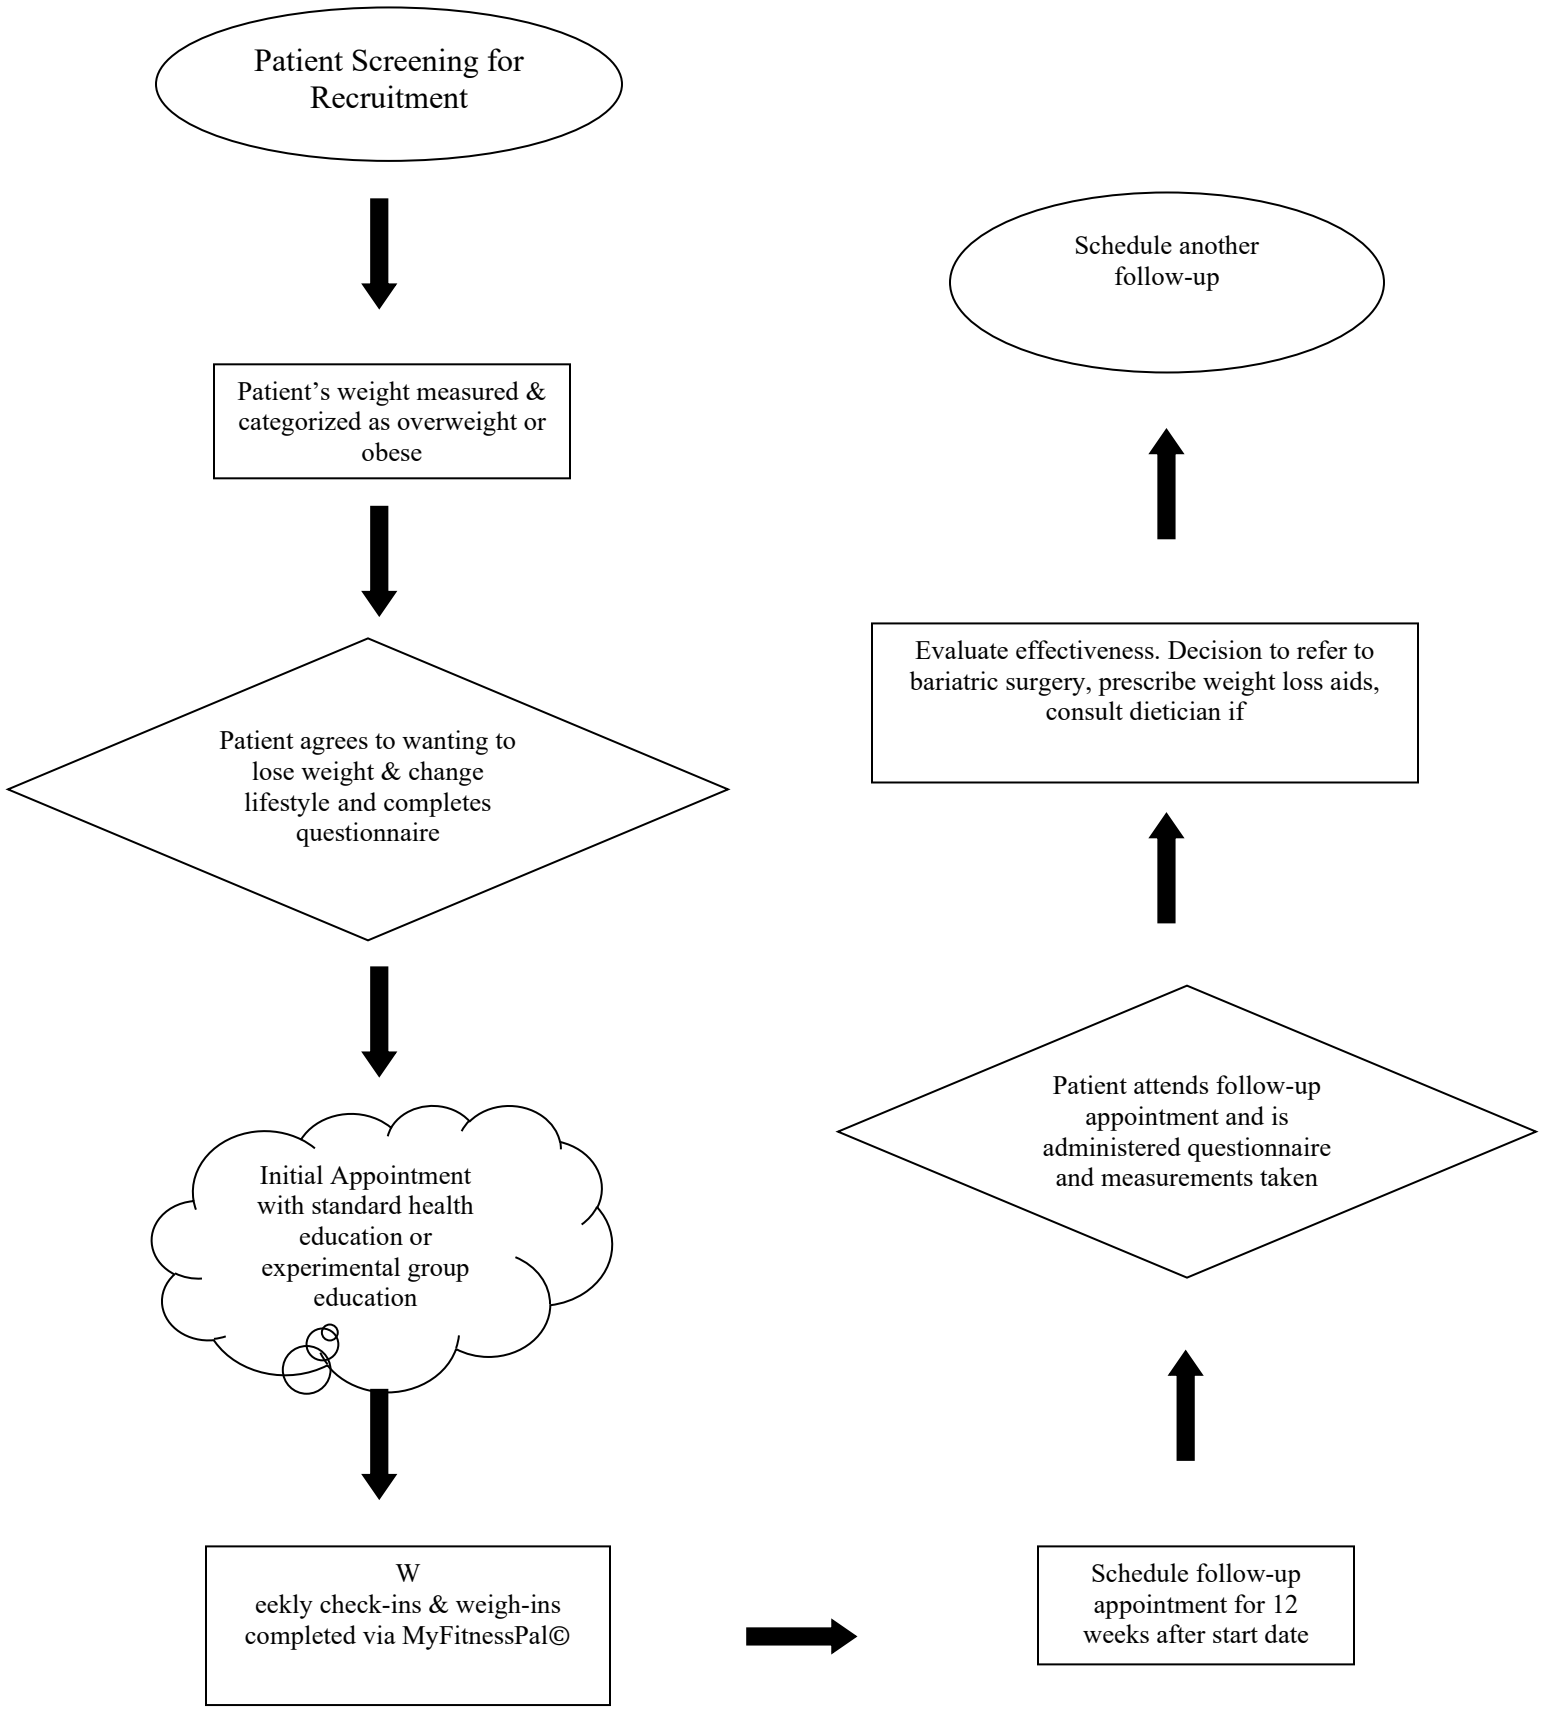 Patient Screening for
Recruitment
Patient’s weight measured &
categorized as overweight or
obese
Patient agrees to wanting to
lose weight & change
lifestyle and completes
questionnaire
Initial Appointment
with standard health
education or
experimental group
education
W
eekly check-ins & weigh-ins
completed via MyFitnessPal©
Schedule follow-up
appointment for 12
weeks after start date
Patient attends follow-up
appointment and is
administered questionnaire
and measurements taken
Evaluate effectiveness. Decision to refer to
bariatric surgery, prescribe weight loss aids,
consult dietician if
Schedule another
follow-up